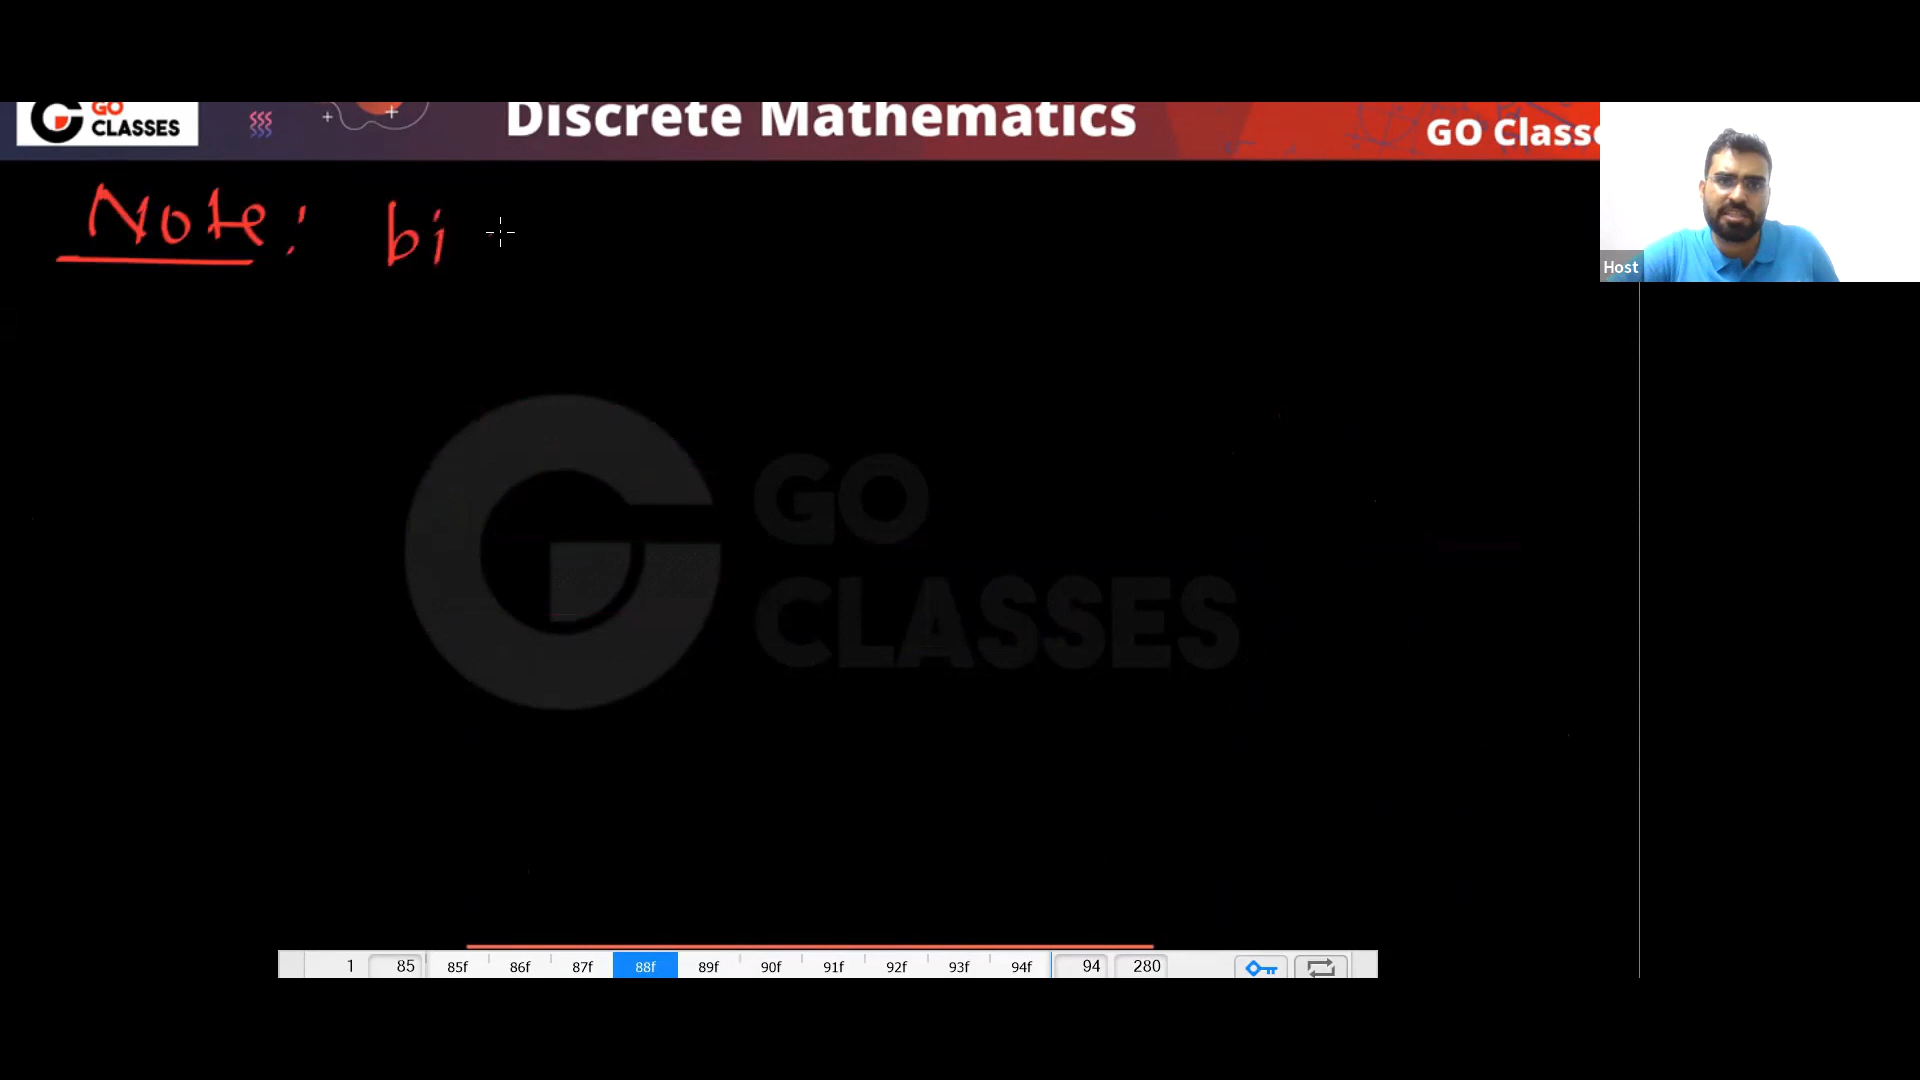 GO
CLASSES
Discrete Mathematics
GO Classe
Host
Note: bi
GO
CLASSES
1 85 85f 86f 87f 88f 89f 90f 91f 92f 93f 94f 94 280